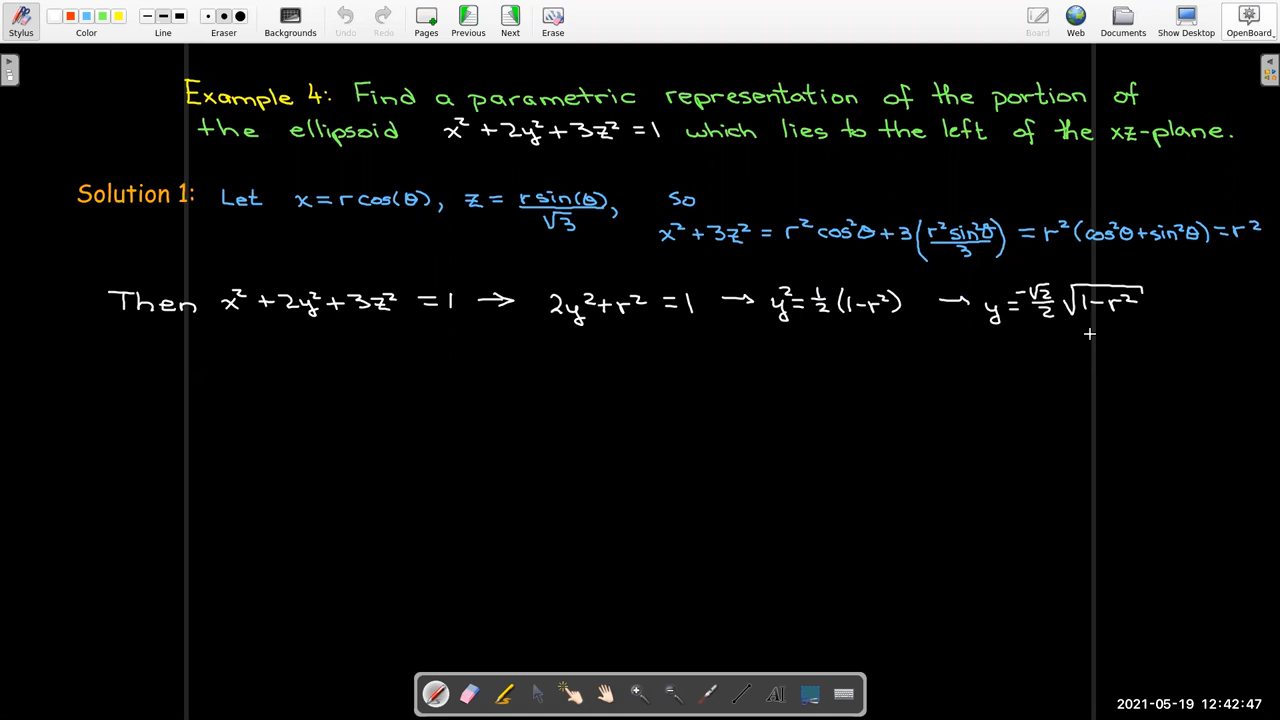 Stylus Color Line Eraser Backgrounds Undo Redo Pages Previous Next Erase Board Web Documents Show Desktop OpenBoard
Example 4: Find a parametric representation of the portion of
the ellipsoid x² + 2y² + 3z² = 1 which lies to the left of the xz-plane.
Solution 1: Let x = r cos(θ), z = r sin(θ)/√3, so
x² + 3z² = r² cos²θ + 3(r² sin²θ/3) = r²(cos²θ + sin²θ) = r²
Then x² + 2y² + 3z² = 1 → 2y² + r² = 1 → y² = 1/2 (1-r²) → y = -√2/2 √(1-r²)
2021-05-19 12:42:47